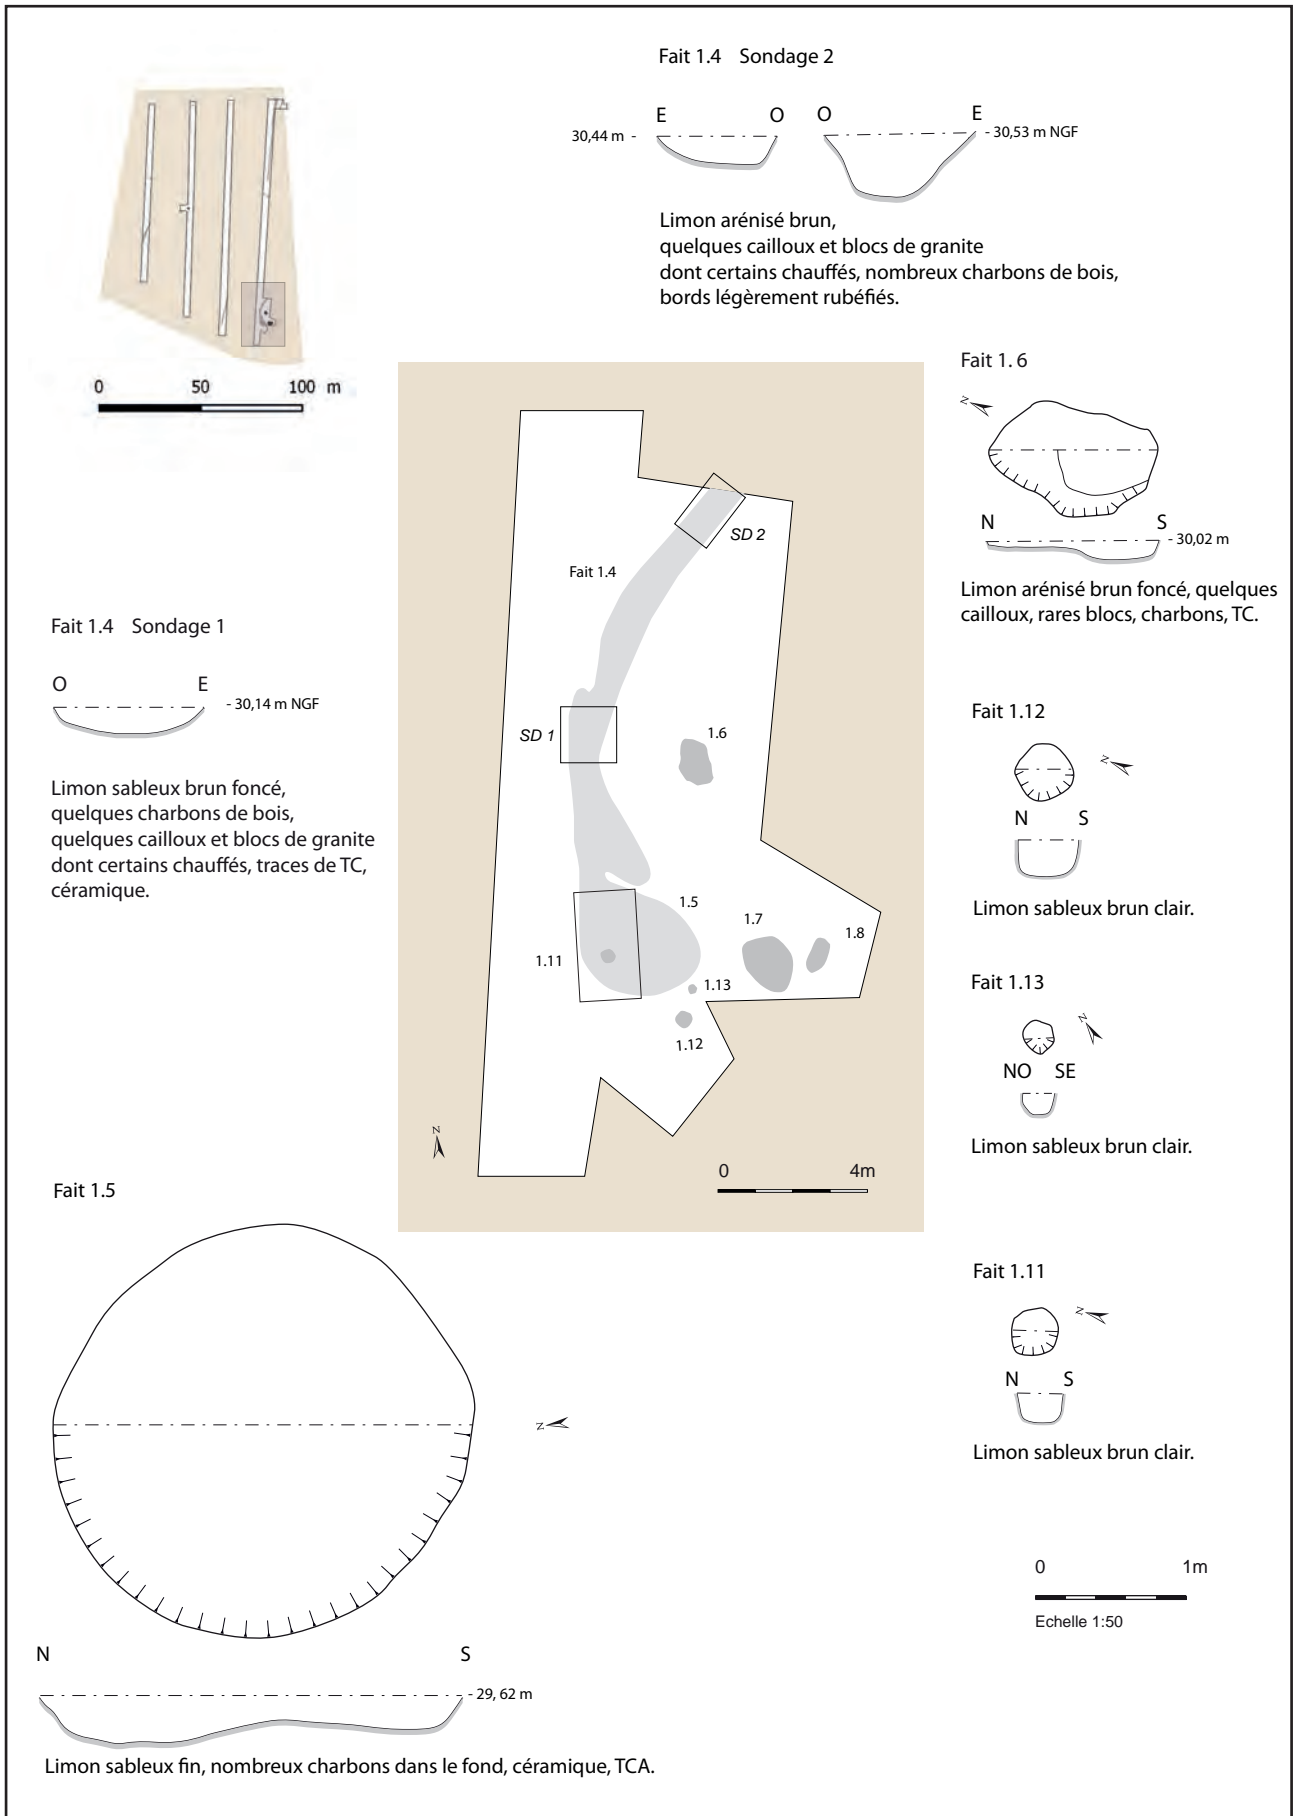 Fait 1.4 Sondage 2
E O O E
30,44 m - - 30,53 m NGF
Limon arénisé brun,
quelques cailloux et blocs de granite
dont certains chauffés, nombreux charbons de bois,
bords légèrement rubéfiés.
0 50 100 m
Fait 1. 6
N
N S
- 30,02 m
Limon arénisé brun foncé, quelques
cailloux, rares blocs, charbons, TC.
SD 2
Fait 1.4
Fait 1.4 Sondage 1
O E
- 30,14 m NGF
Limon sableux brun foncé,
quelques charbons de bois,
quelques cailloux et blocs de granite
dont certains chauffés, traces de TC,
céramique.
SD 1
1.6
1.5
1.7
1.8
1.11
1.13
1.12
N
0 4m
Fait 1.12
N
N S
Limon sableux brun clair.
Fait 1.13
N
NO SE
Limon sableux brun clair.
Fait 1.5
N
N S
- 29, 62 m
Limon sableux fin, nombreux charbons dans le fond, céramique, TCA.
Fait 1.11
N
N S
Limon sableux brun clair.
0 1m
Echelle 1:50